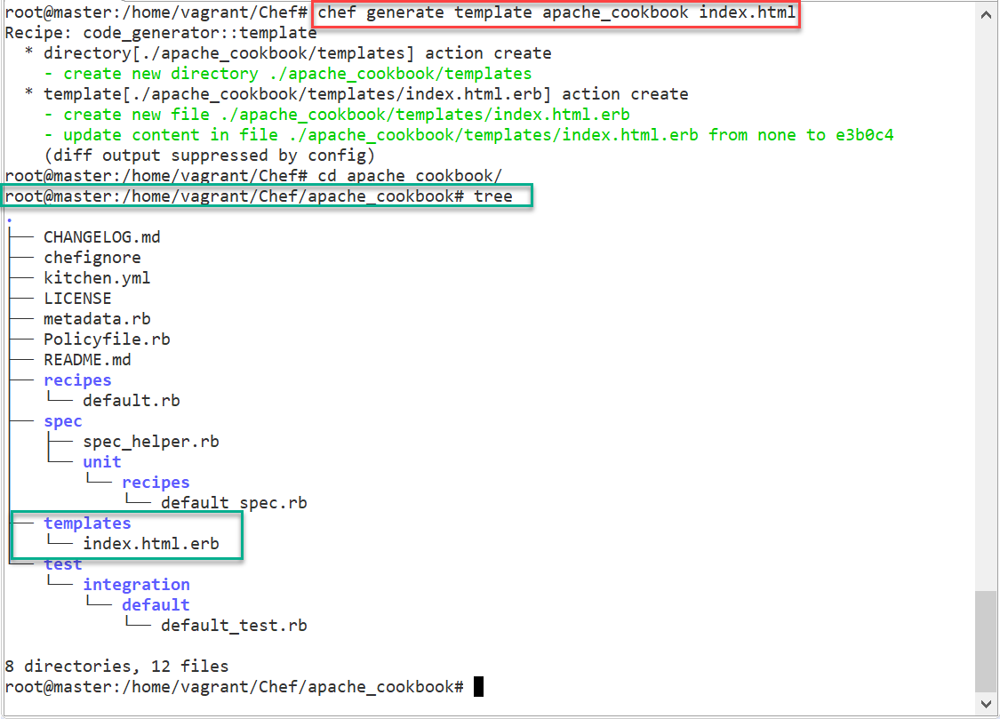 root@master:/home/vagrant/Chef# chef generate template apache_cookbook index.html
Recipe: code_generator::template
  * directory[./apache_cookbook/templates] action create
    - create new directory ./apache_cookbook/templates
  * template[./apache_cookbook/templates/index.html.erb] action create
    - create new file ./apache_cookbook/templates/index.html.erb
    - update content in file ./apache_cookbook/templates/index.html.erb from none to e3b0c4
    (diff output suppressed by config)
root@master:/home/vagrant/Chef# cd apache_cookbook/
root@master:/home/vagrant/Chef/apache_cookbook# tree
.
├── CHANGELOG.md
├── chefignore
├── kitchen.yml
├── LICENSE
├── metadata.rb
├── Policyfile.rb
├── README.md
├── recipes
│   └── default.rb
├── spec
│   ├── spec_helper.rb
│   └── unit
│       └── recipes
│           └── default_spec.rb
├── templates
│   └── index.html.erb
└── test
    └── integration
        └── default
            └── default_test.rb

8 directories, 12 files
root@master:/home/vagrant/Chef/apache_cookbook#